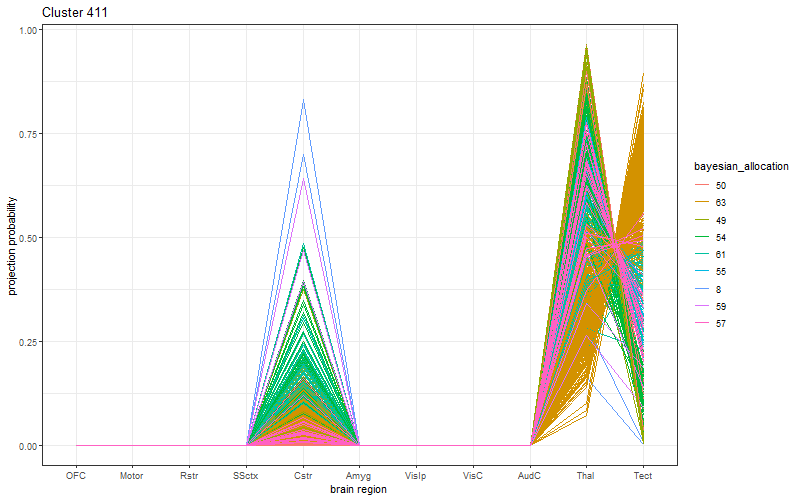 Cluster 411
1.00
0.75
0.50
0.25
0.00
projection probability
OFC Motor Rstr SSctx Cstr Amyg VisIp VisC AudC Thal Tect
brain region
bayesian_allocation
50
63
49
54
61
55
8
59
57